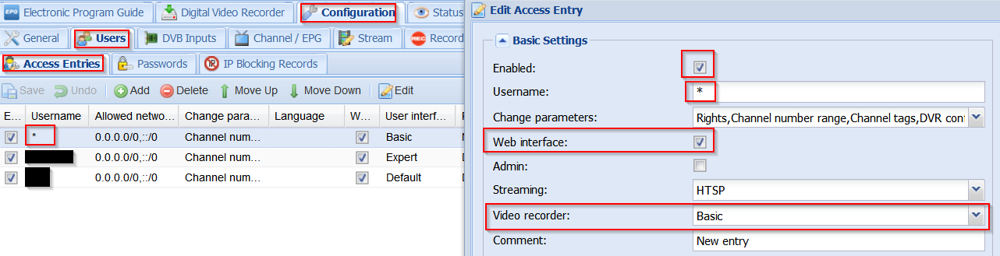 EPG Electronic Program Guide Digital Video Recorder Configuration Status
General Users DVB Inputs Channel / EPG Stream REC Record
Access Entries Passwords IP IP Blocking Records
Save Undo Add Delete Move Up Move Down Edit
E... Username Allowed netwo... Change para... Language W... User interf...
* 0.0.0.0/0,::/0 Channel num... Basic
0.0.0.0/0,::/0 Channel num... Expert
0.0.0.0/0,::/0 Channel num... Default
Edit Access Entry
Basic Settings
Enabled:
Username: *
Change parameters: Rights,Channel number range,Channel tags,DVR conf
Web interface:
Admin:
Streaming: HTSP
Video recorder: Basic
Comment: New entry